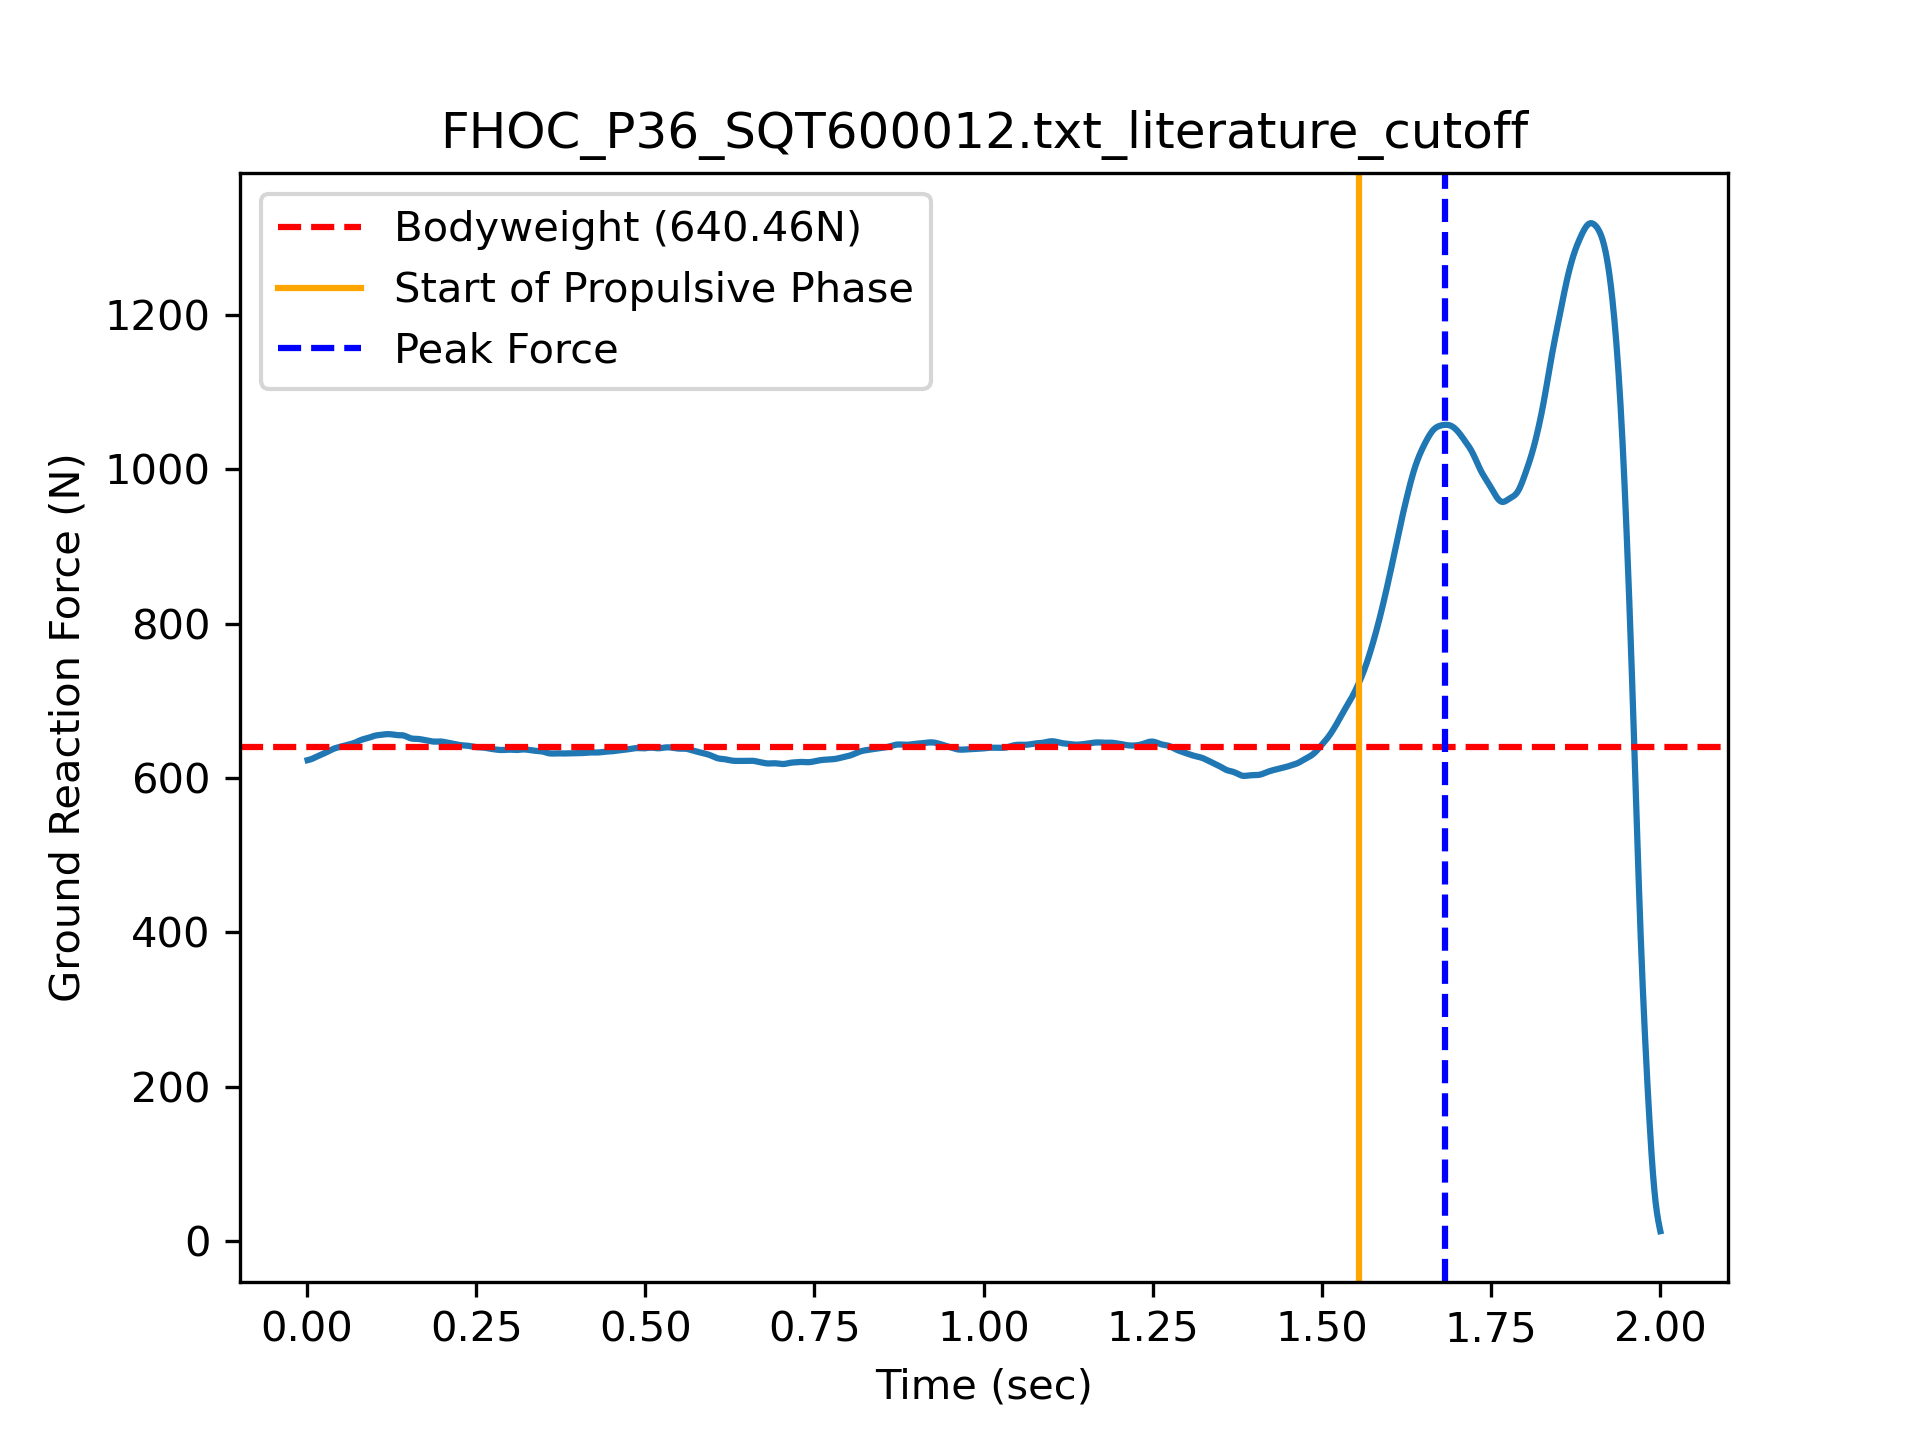 FHOC_P36_SQT600012.txt_literature_cutoff
Bodyweight (640.46N)
Start of Propulsive Phase
Peak Force
Ground Reaction Force (N)
1200
1000
800
600
400
200
0
0.00 0.25 0.50 0.75 1.00 1.25 1.50 1.75 2.00
Time (sec)